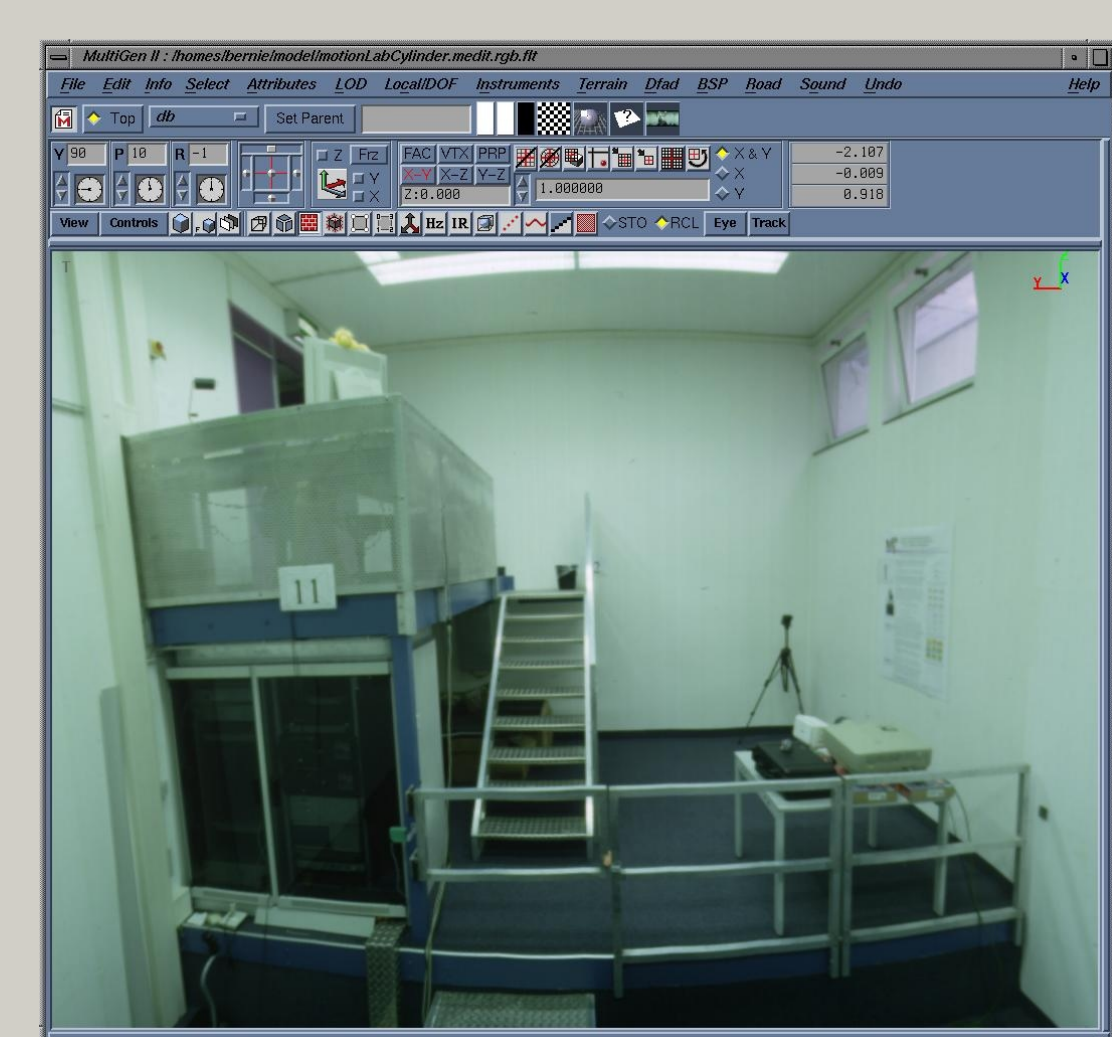 MultiGen II : /homes/bernie/model/motionLabCylinder.medit.rgb.flt
File Edit Info Select Attributes LOD Local/DOF Instruments Terrain Dfad BSP Road Sound Undo Help
M Top db Set Parent ?
Y 90 P 10 R -1 Z Frz FAC VTX PRP X & Y -2.107
Y X-Y X-Z Y-Z X -0.009
X Z:0.000 1.000000 Y 0.918
View Controls F Hz IR STO RCL Eye Track
T
Y X
11